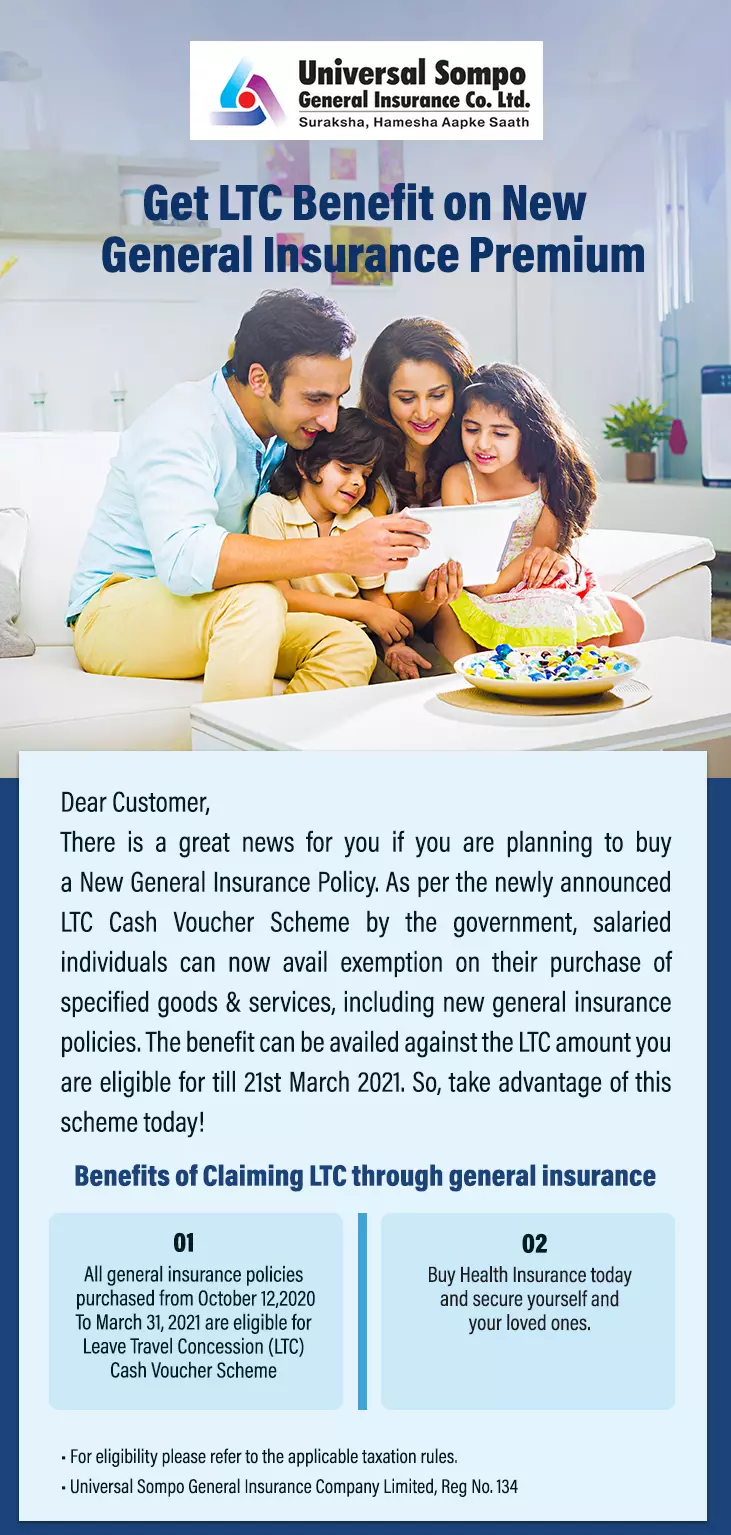 Universal Sompo
General Insurance Co. Ltd.
Suraksha, Hamesha Aapke Saath
Get LTC Benefit on New
General Insurance Premium
Dear Customer,
There is a great news for you if you are planning to buy
a New General Insurance Policy. As per the newly announced
LTC Cash Voucher Scheme by the government, salaried
individuals can now avail exemption on their purchase of
specified goods & services, including new general insurance
policies. The benefit can be availed against the LTC amount you
are eligible for till 21st March 2021. So, take advantage of this
scheme today!
Benefits of Claiming LTC through general insurance
01
All general insurance policies
purchased from October 12,2020
To March 31, 2021 are eligible for
Leave Travel Concession (LTC)
Cash Voucher Scheme
02
Buy Health Insurance today
and secure yourself and
your loved ones.
• For eligibility please refer to the applicable taxation rules.
• Universal Sompo General Insurance Company Limited, Reg No. 134